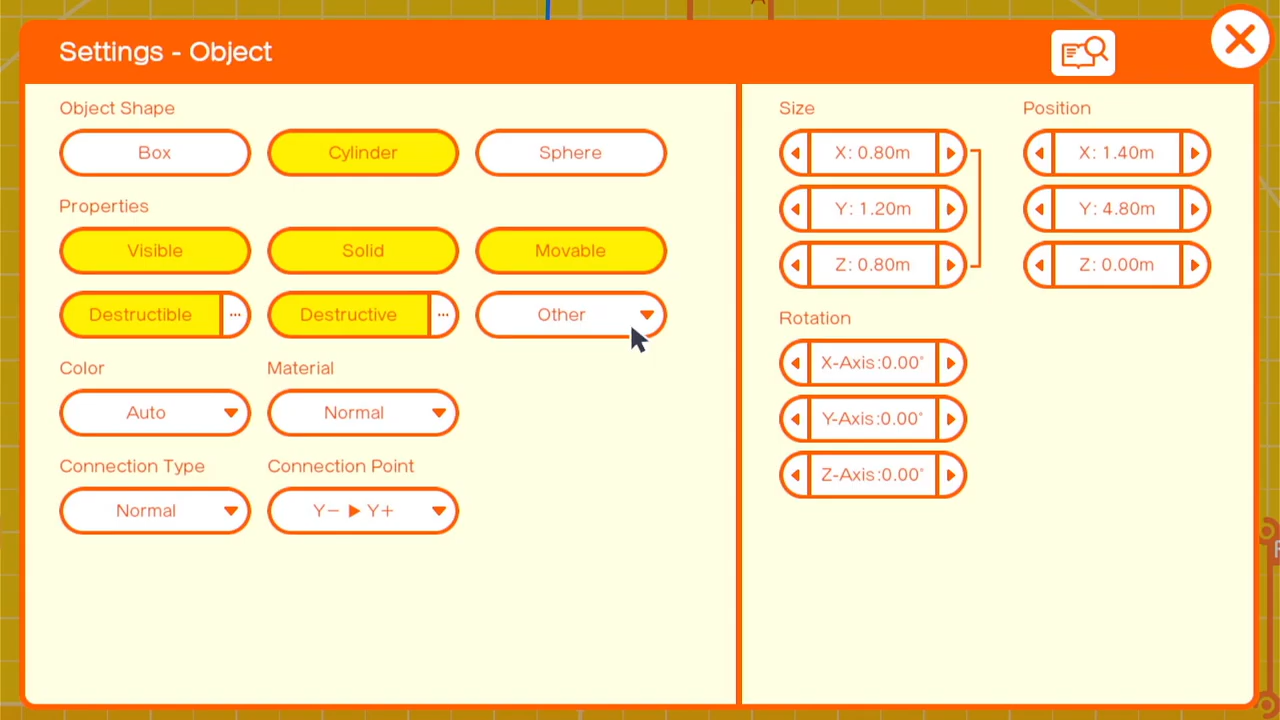 Settings - Object
Object Shape
Box
Cylinder
Sphere
Properties
Visible
Solid
Movable
Destructible ...
Destructive ...
Other
Color
Material
Auto
Normal
Connection Type
Connection Point
Normal
Y− ▶ Y+
Size
X: 0.80m
Y: 1.20m
Z: 0.80m
Position
X: 1.40m
Y: 4.80m
Z: 0.00m
Rotation
X-Axis:0.00°
Y-Axis:0.00°
Z-Axis:0.00°